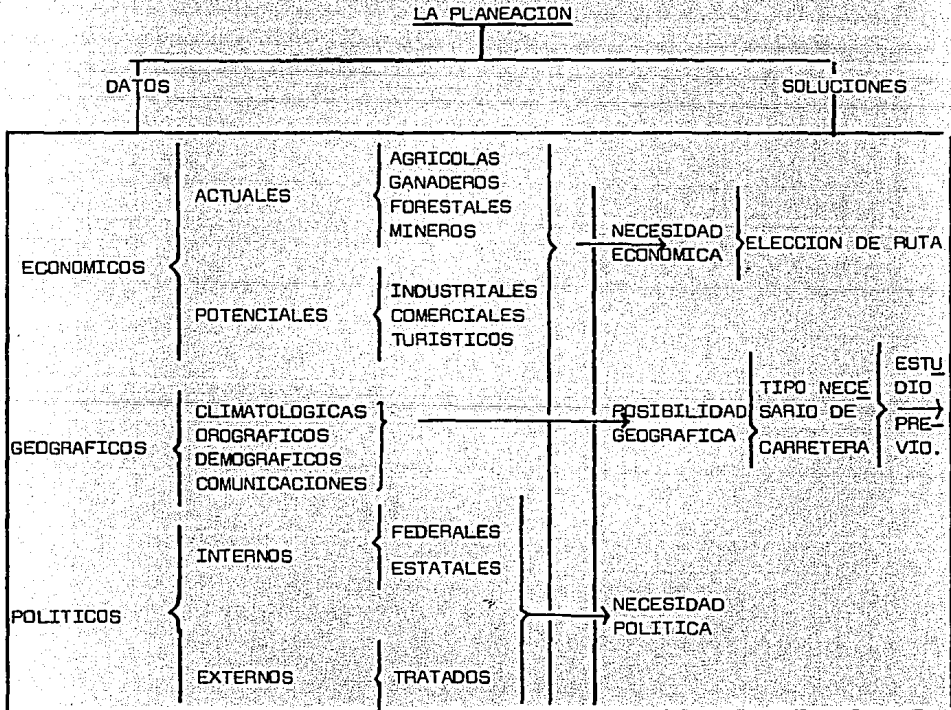 LA PLANEACION
DATOS
SOLUCIONES
ECONOMICOS
ACTUALES
AGRICOLAS
GANADEROS
FORESTALES
MINEROS
POTENCIALES
INDUSTRIALES
COMERCIALES
TURISTICOS
NECESIDAD
ECONOMICA
ELECCION DE RUTA
GEOGRAFICOS
CLIMATOLOGICAS
OROGRAFICOS
DEMOGRAFICOS
COMUNICACIONES
POSIBILIDAD
GEOGRAFICA
TIPO NECE
SARIO DE
CARRETERA
ESTU
DIO
PRE-
VIO.
POLITICOS
INTERNOS
FEDERALES
ESTATALES
EXTERNOS
TRATADOS
NECESIDAD
POLITICA